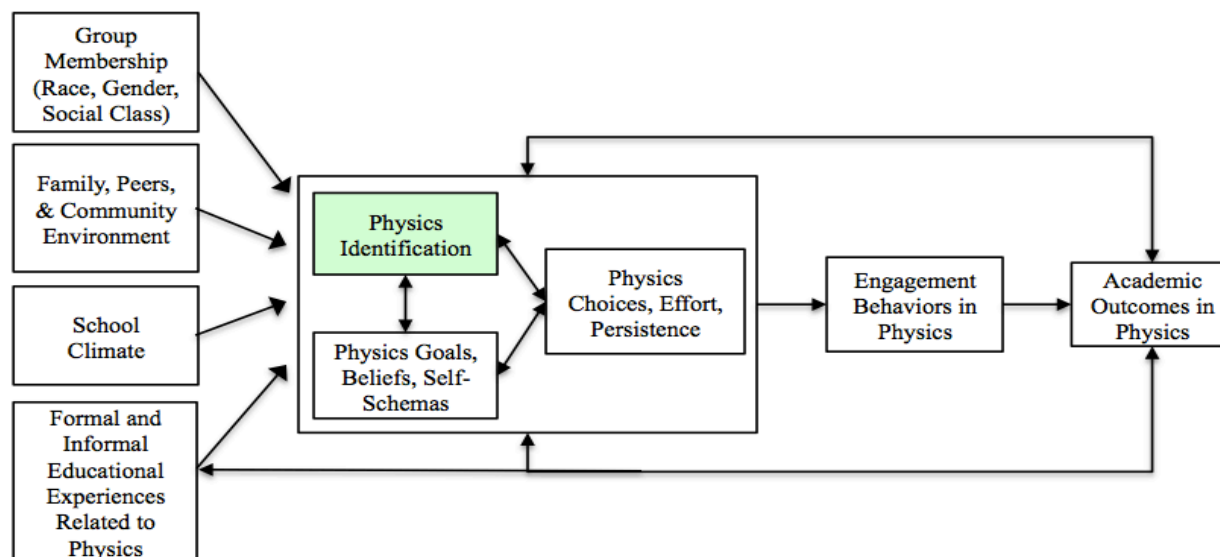 Group
Membership
(Race, Gender,
Social Class)
Family, Peers,
& Community
Environment
School
Climate
Formal and
Informal
Educational
Experiences
Related to
Physics
Physics
Identification
Physics Goals,
Beliefs, Self-
Schemas
Physics
Choices, Effort,
Persistence
Engagement
Behaviors in
Physics
Academic
Outcomes in
Physics